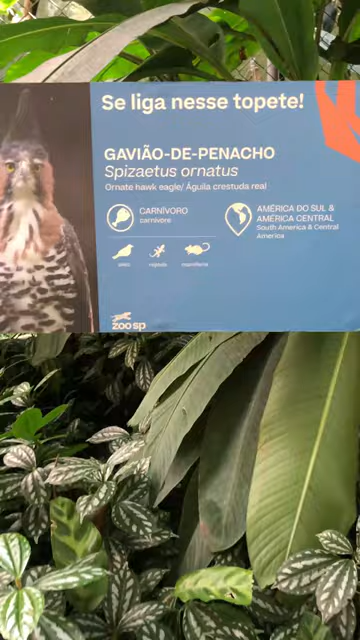 Se liga nesse topete!
GAVIÃO-DE-PENACHO
Spizaetus ornatus
Ornate hawk eagle/ Águila crestuda real
CARNÍVORO
carnívoro
AMÉRICA DO SUL &
AMÉRICA CENTRAL
South America & Central
America
aves
répteis
mamíferos
zoo sp